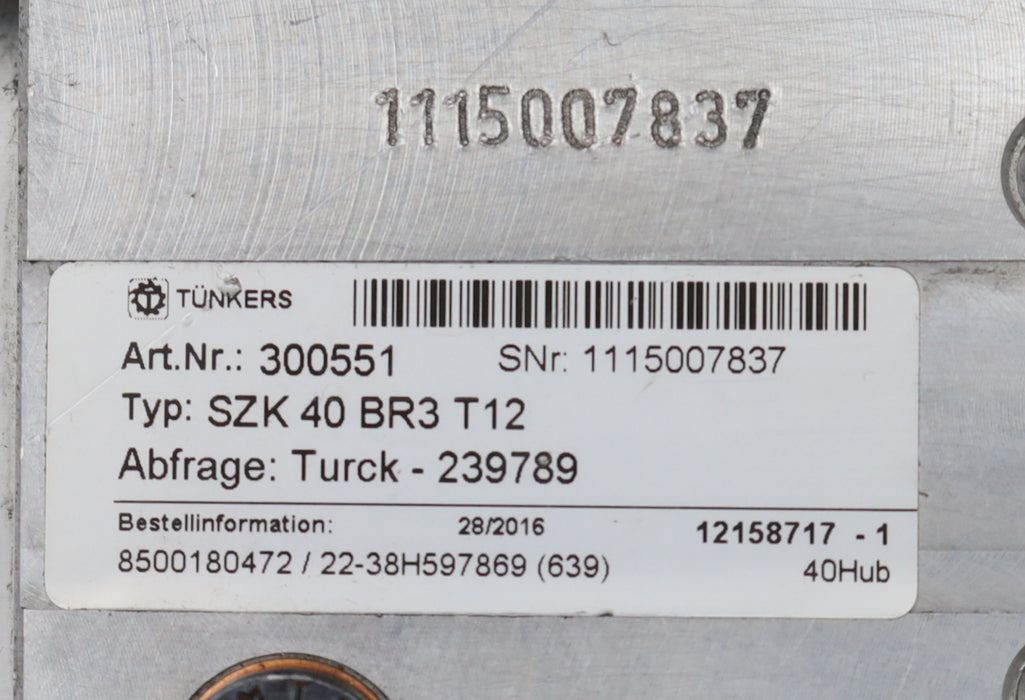 1115007837
TÜNKERS
Art.Nr.: 300551 SNr: 1115007837
Typ: SZK 40 BR3 T12
Abfrage: Turck - 239789
Bestellinformation: 28/2016 12158717 - 1
8500180472 / 22-38H597869 (639) 40Hub